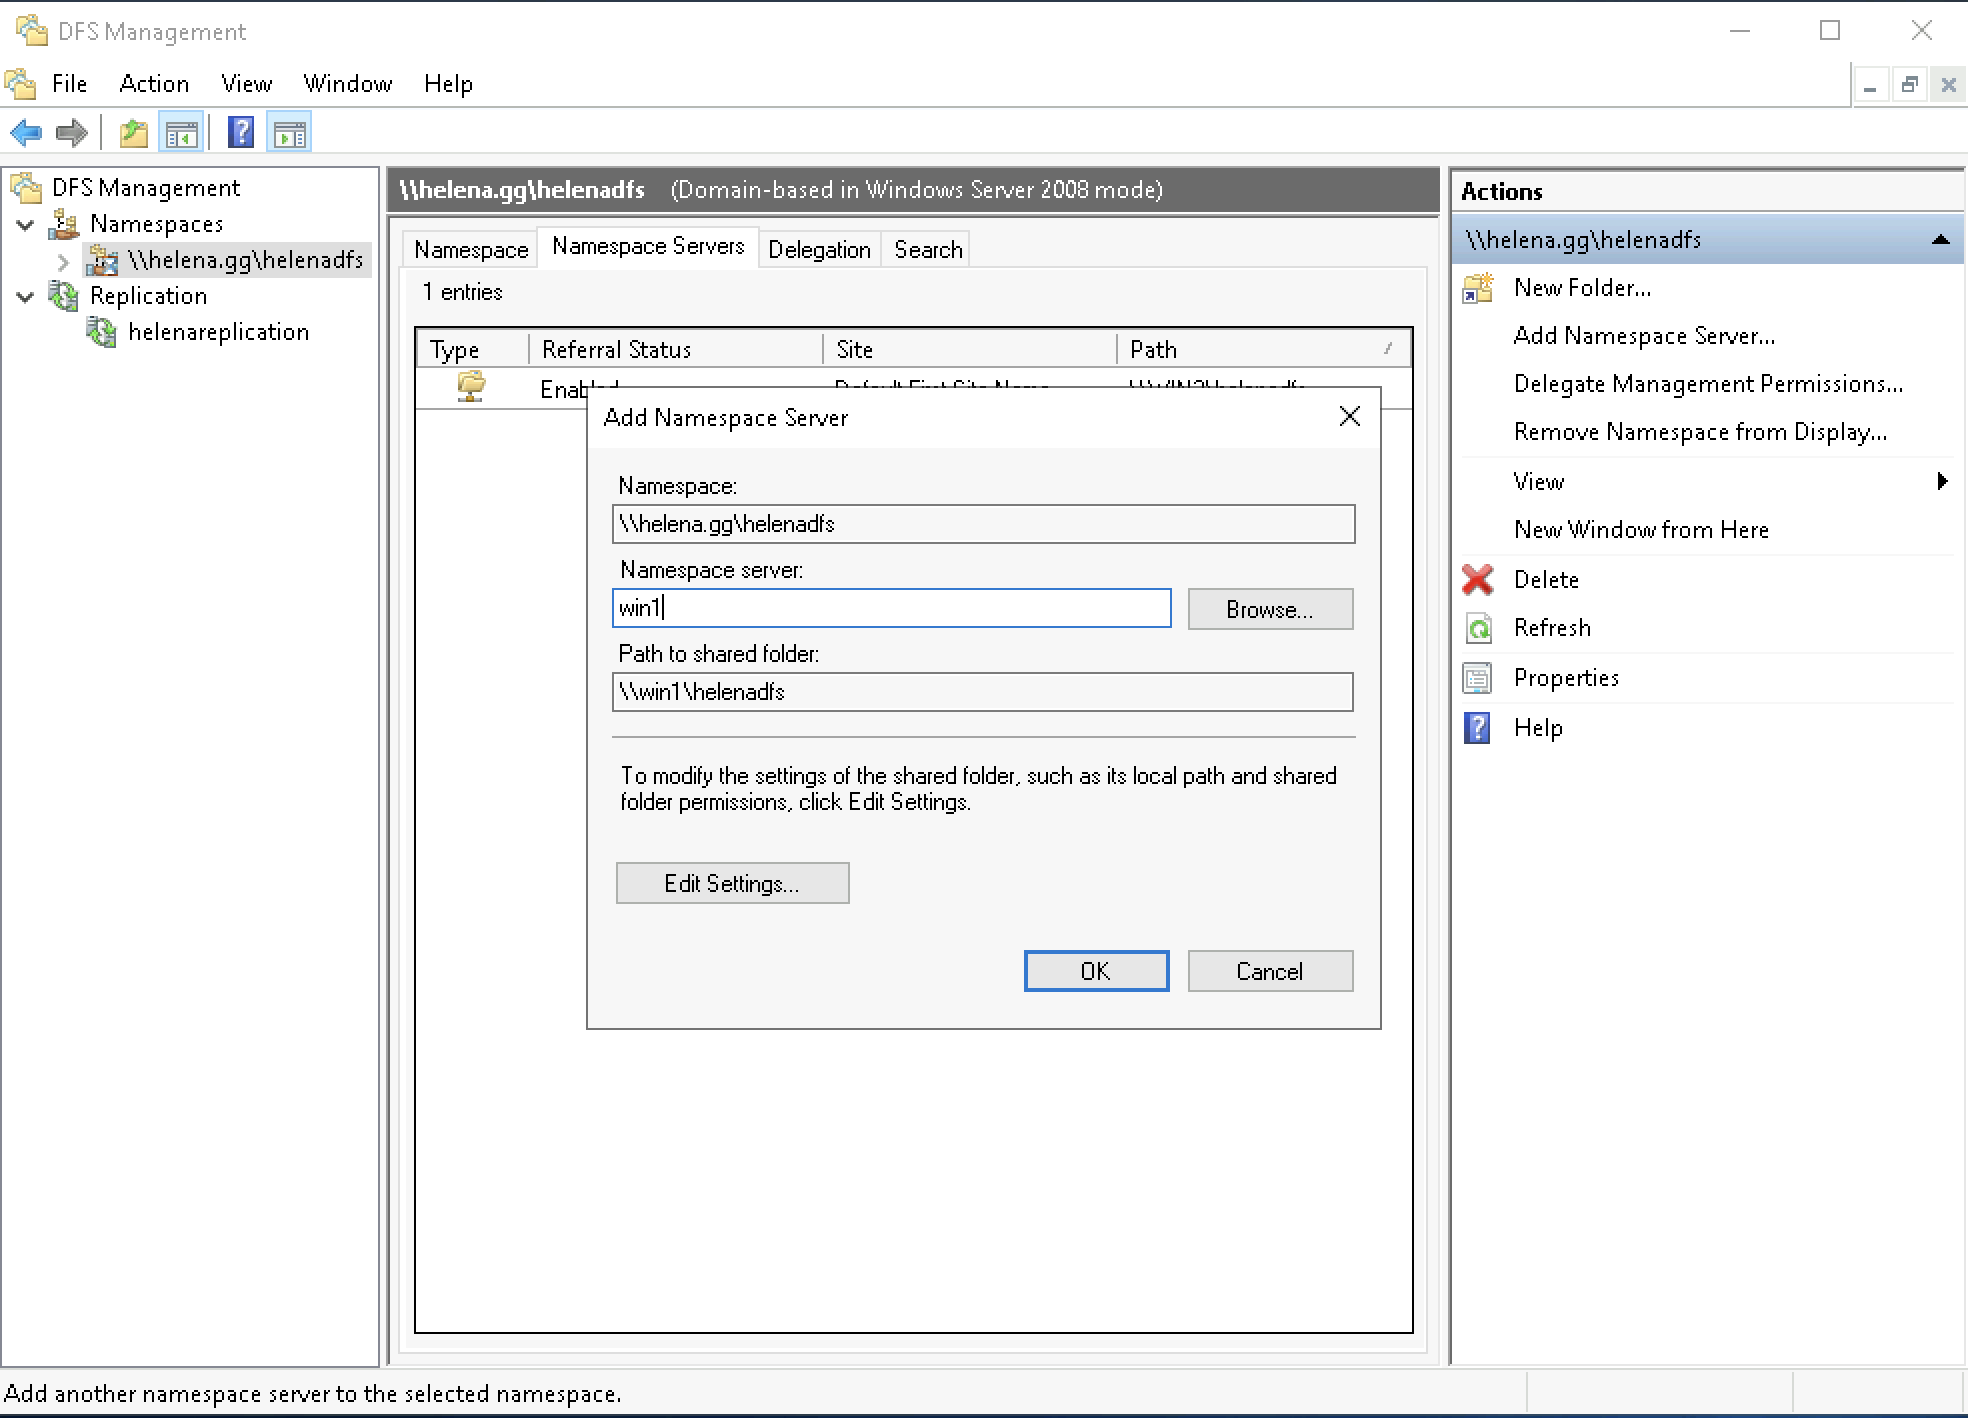 DFS Management
File Action View Window Help
DFS Management
Namespaces
\\helena.gg\helenadfs
Replication
helenareplication
\\helena.gg\helenadfs (Domain-based in Windows Server 2008 mode)
Namespace Namespace Servers Delegation Search
1 entries
Type Referral Status Site Path
Add Namespace Server
Namespace:
\\helena.gg\helenadfs
Namespace server:
win1
Browse...
Path to shared folder:
\\win1\helenadfs
To modify the settings of the shared folder, such as its local path and shared
folder permissions, click Edit Settings.
Edit Settings...
OK Cancel
Actions
\\helena.gg\helenadfs
New Folder...
Add Namespace Server...
Delegate Management Permissions...
Remove Namespace from Display...
View
New Window from Here
Delete
Refresh
Properties
Help
Add another namespace server to the selected namespace.